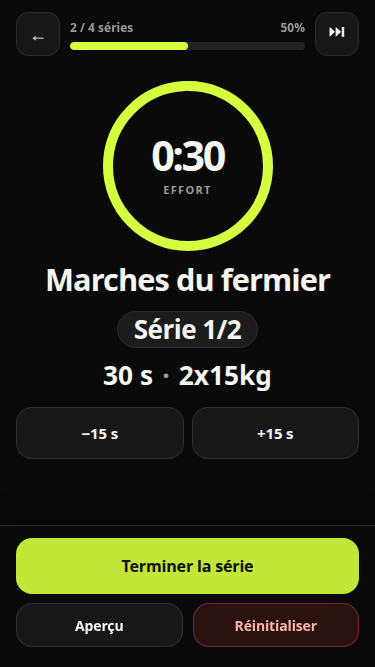 ←
2 / 4 séries
50%
⏭
0:30
EFFORT
Marches du fermier
Série 1/2
30 s · 2x15kg
−15 s
+15 s
Terminer la série
Aperçu
Réinitialiser